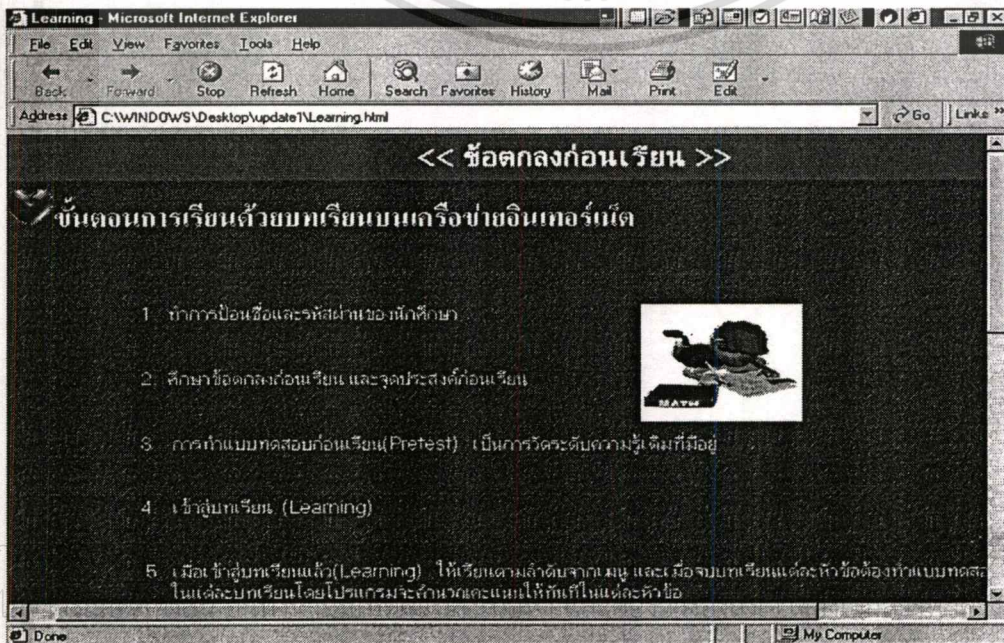 Learning - Microsoft Internet Explorer
File Edit View Favorites Tools Help
Back Forward Stop Refresh Home Search Favorites History Mail Print Edit
Address C:\WINDOWS\Desktop\update1\Learning.html Go Links »
<< ข้อตกลงก่อนเรียน >>
ขั้นตอนการเรียนด้วยบทเรียนบนเครือข่ายอินเทอร์เน็ต
1. ทำการป้อนชื่อและรหัสผ่านของนักศึกษา
2. ศึกษาข้อตกลงก่อนเรียน และจุดประสงค์ก่อนเรียน
MATH
3. การทำแบบทดสอบก่อนเรียน(Pretest) เป็นการวัดระดับความรู้เดิมที่มีอยู่
4. เข้าสู่บทเรียน (Learning)
5. เมื่อเข้าสู่บทเรียนแล้ว(Learning) ให้เรียนตามลำดับจากเมนู และเมื่อจบบทเรียนแต่ละหัวข้อต้องทำแบบทดส
ในแต่ละบทเรียนโดยโปรแกรมจะคำนวณคะแนนให้ทันทีในแต่ละหัวข้อ
Done My Computer